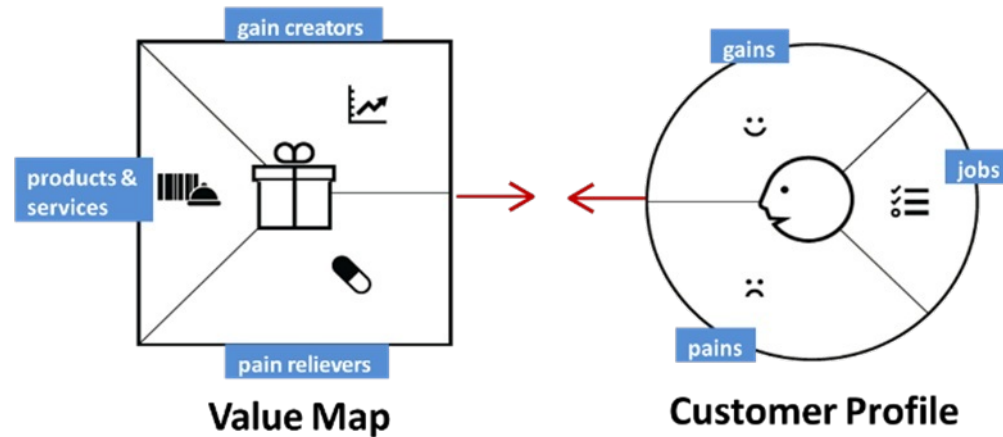 gain creators
gains
products &
services
jobs
pain relievers
pains
Value Map
Customer Profile